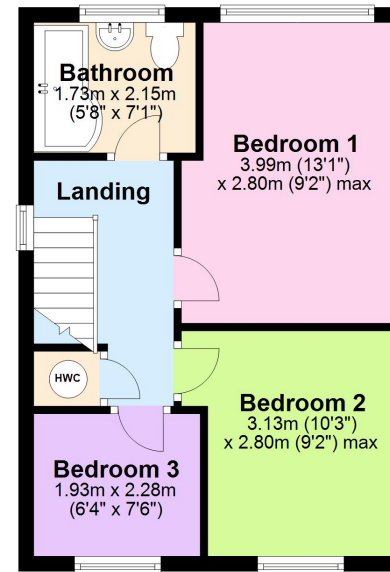 Bathroom
1.73m x 2.15m
(5'8" x 7'1")
Bedroom 1
3.99m (13'1")
x 2.80m (9'2") max
Landing
HWC
Bedroom 2
3.13m (10'3")
x 2.80m (9'2") max
Bedroom 3
1.93m x 2.28m
(6'4" x 7'6")